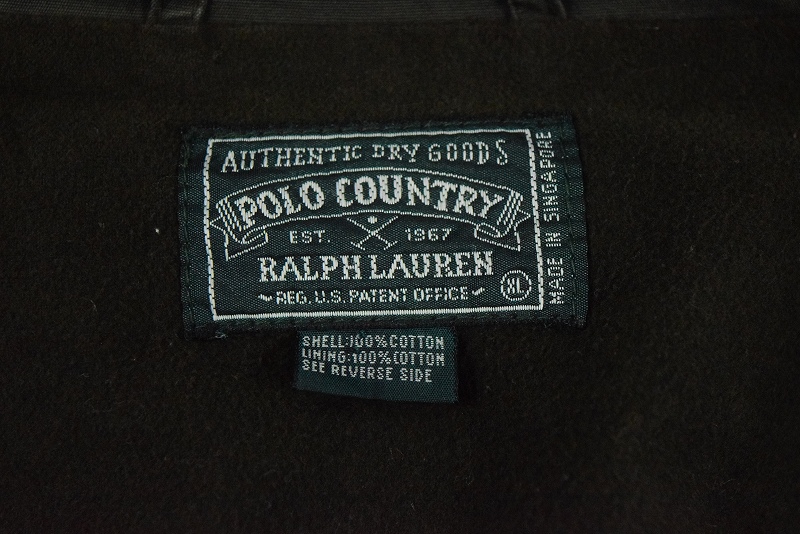 AUTHENTIC DRY GOODS
POLO COUNTRY
EST. 1967
RALPH LAUREN
REG. U.S. PATENT OFFICE
XL
MADE IN SINGAPORE
SHELL:100%COTTON
LINING:100%COTTON
SEE REVERSE SIDE